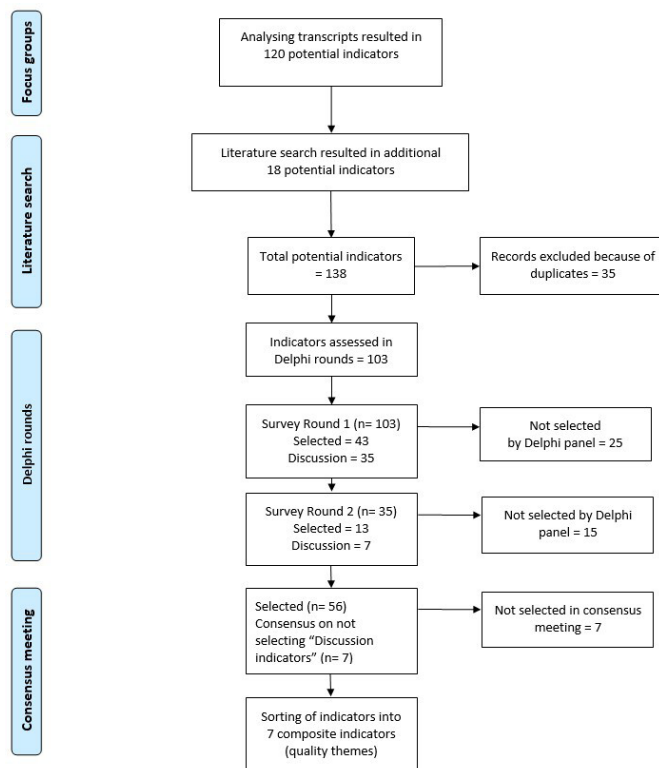 Focus groups
Analysing transcripts resulted in
120 potential indicators
Literature search
Literature search resulted in additional
18 potential indicators
Total potential indicators
= 138
Records excluded because of
duplicates = 35
Delphi rounds
Indicators assessed in
Delphi rounds = 103
Survey Round 1 (n= 103)
Selected = 43
Discussion = 35
Not selected
by Delphi panel = 25
Survey Round 2 (n= 35)
Selected = 13
Discussion = 7
Not selected by Delphi
panel = 15
Consensus meeting
Selected (n= 56)
Consensus on not
selecting “Discussion
indicators” (n= 7)
Not selected in consensus
meeting = 7
Sorting of indicators into
7 composite indicators
(quality themes)